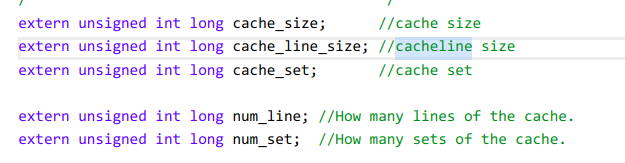 extern unsigned int long cache_size;      //cache size
extern unsigned int long cache_line_size; //cacheline size
extern unsigned int long cache_set;       //cache set
extern unsigned int long num_line; //How many lines of the cache.
extern unsigned int long num_set;  //How many sets of the cache.